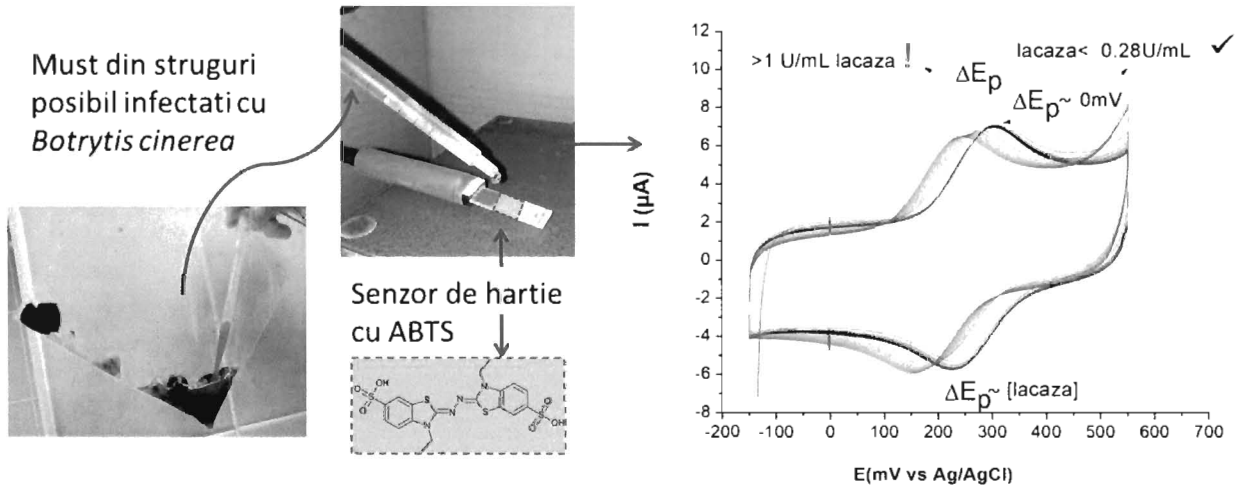 Must din struguri
posibil infectati cu
Botrytis cinerea
Senzor de hartie
cu ABTS
O
OH
S
O
S
N
N
N
N
S
O
S
OH
O
>1 U/mL lacaza !
lacaza< 0.28U/mL ✓
ΔEp
ΔEp~ 0mV
ΔEp~ [lacaza]
I (µA)
12
10
8
6
4
2
0
-2
-4
-6
-8
-200 -100 0 100 200 300 400 500 600 700
E(mV vs Ag/AgCl)